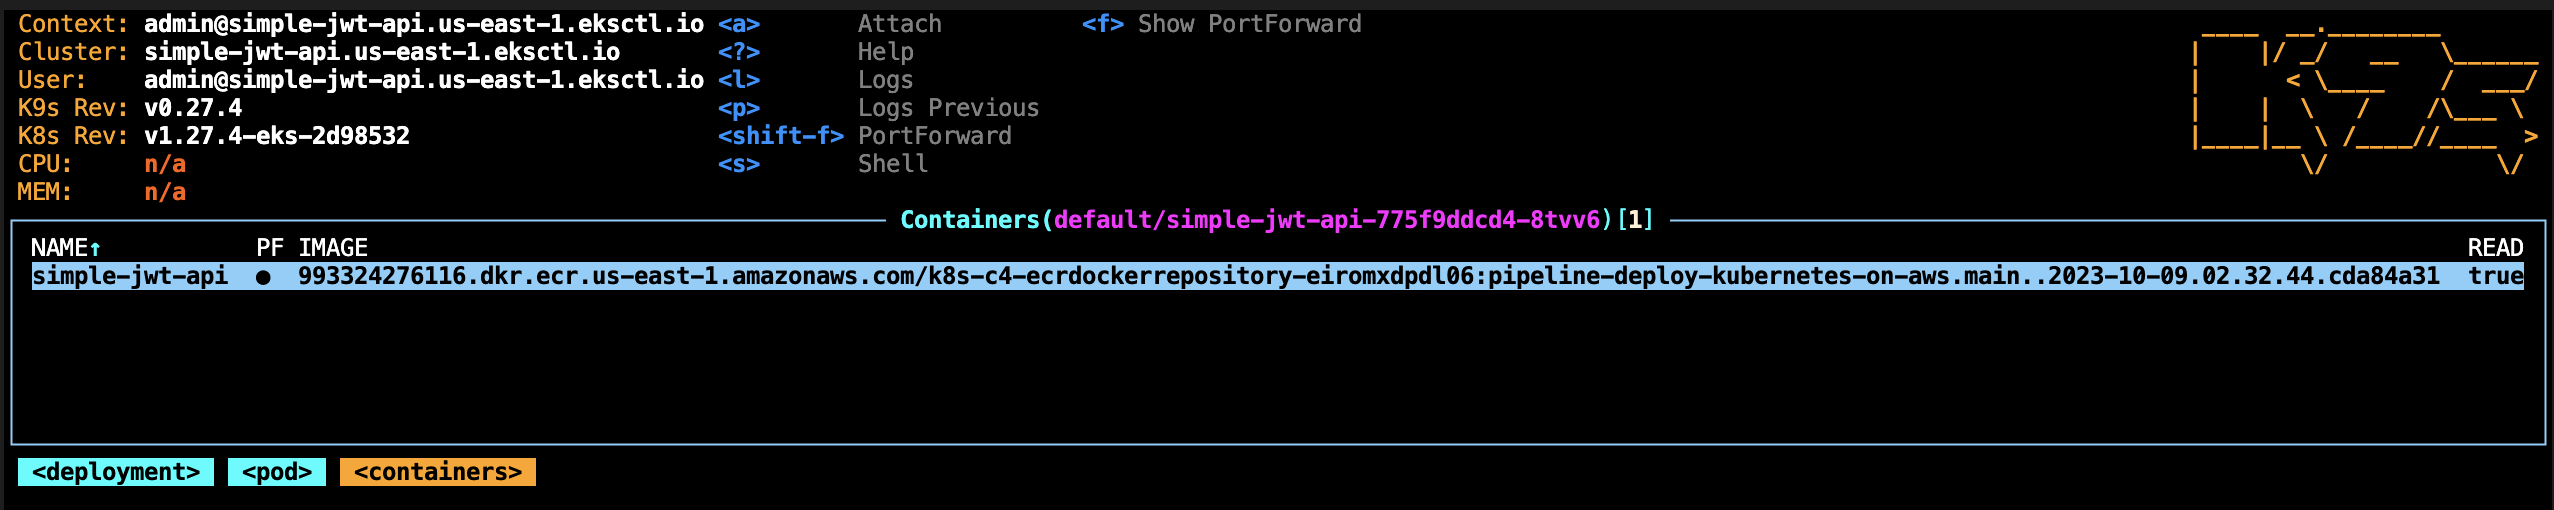 Context: admin@simple-jwt-api.us-east-1.eksctl.io <a> Attach <f> Show PortForward
Cluster: simple-jwt-api.us-east-1.eksctl.io <?> Help
User: admin@simple-jwt-api.us-east-1.eksctl.io <l> Logs
K9s Rev: v0.27.4 <p> Logs Previous
K8s Rev: v1.27.4-eks-2d98532 <shift-f> PortForward
CPU: n/a <s> Shell
MEM: n/a
K9s
Containers(default/simple-jwt-api-775f9ddcd4-8tvv6)[1]
NAME↑ PF IMAGE READ
simple-jwt-api ● 993324276116.dkr.ecr.us-east-1.amazonaws.com/k8s-c4-ecrdockerrepository-eiromxdpdl06:pipeline-deploy-kubernetes-on-aws.main..2023-10-09.02.32.44.cda84a31 true
<deployment> <pod> <containers>